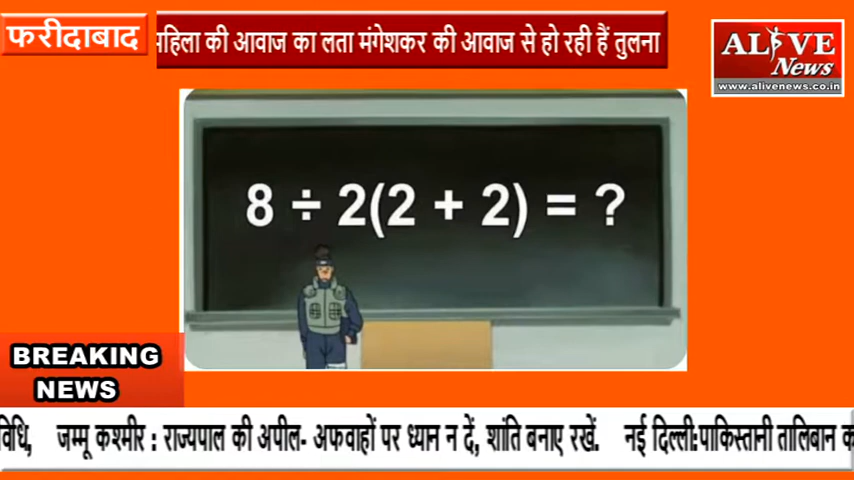 फरीदाबाद
महिला की आवाज का लता मंगेशकर की आवाज से हो रही हैं तुलना
ALIVE
News
www.alivenews.co.in
8 ÷ 2(2 + 2) = ?
BREAKING
NEWS
विधि, जम्मू कश्मीर : राज्यपाल की अपील- अफवाहों पर ध्यान न दें, शांति बनाए रखें. नई दिल्ली:पाकिस्तानी तालिबान